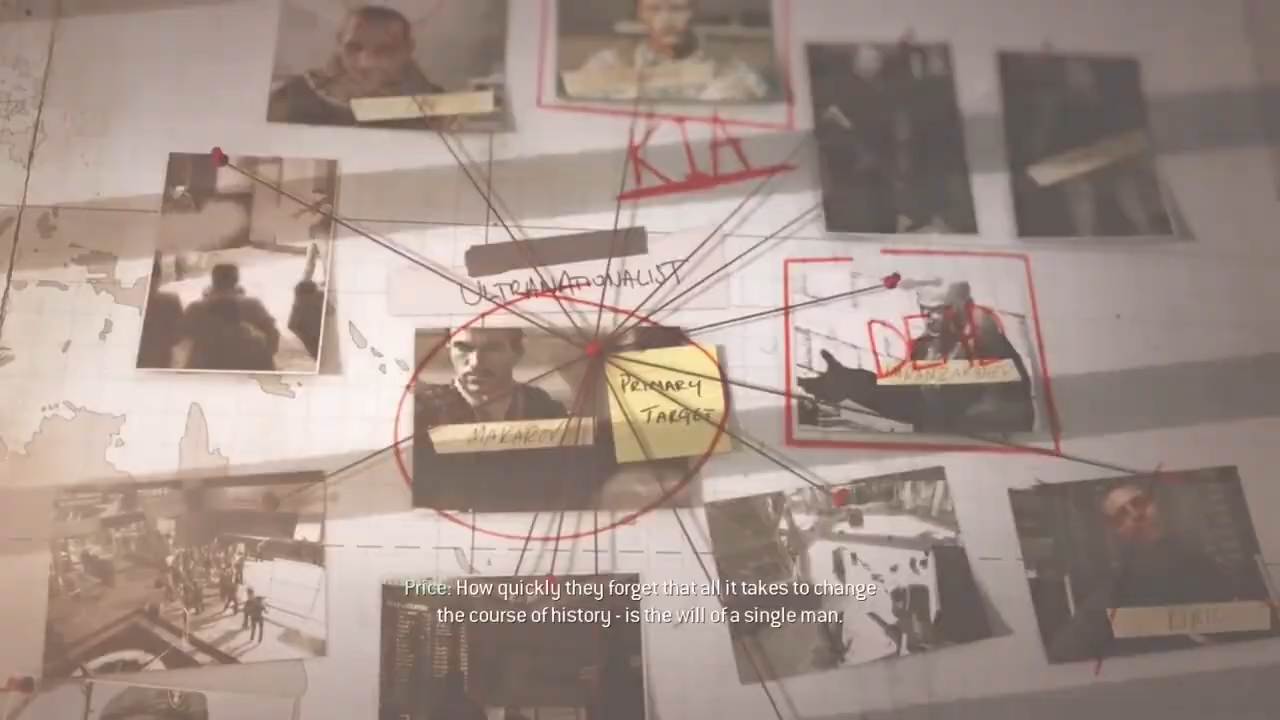 KIA
ULTRANATIONALIST
DEAD
PRIMARY
TARGET
MAKAROV
Price: How quickly they forget that all it takes to change
the course of history - is the will of a single man.